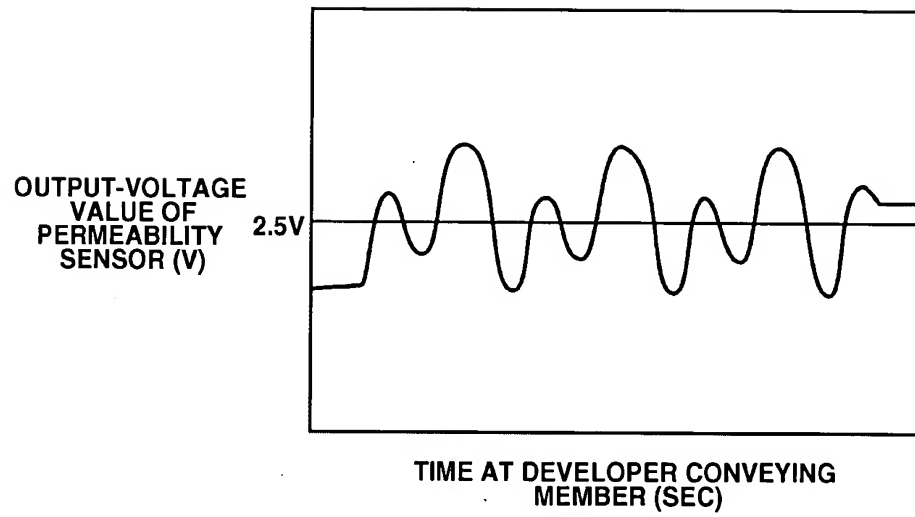 OUTPUT-VOLTAGE
VALUE OF
PERMEABILITY
SENSOR (V)
2.5V
TIME AT DEVELOPER CONVEYING
MEMBER (SEC)